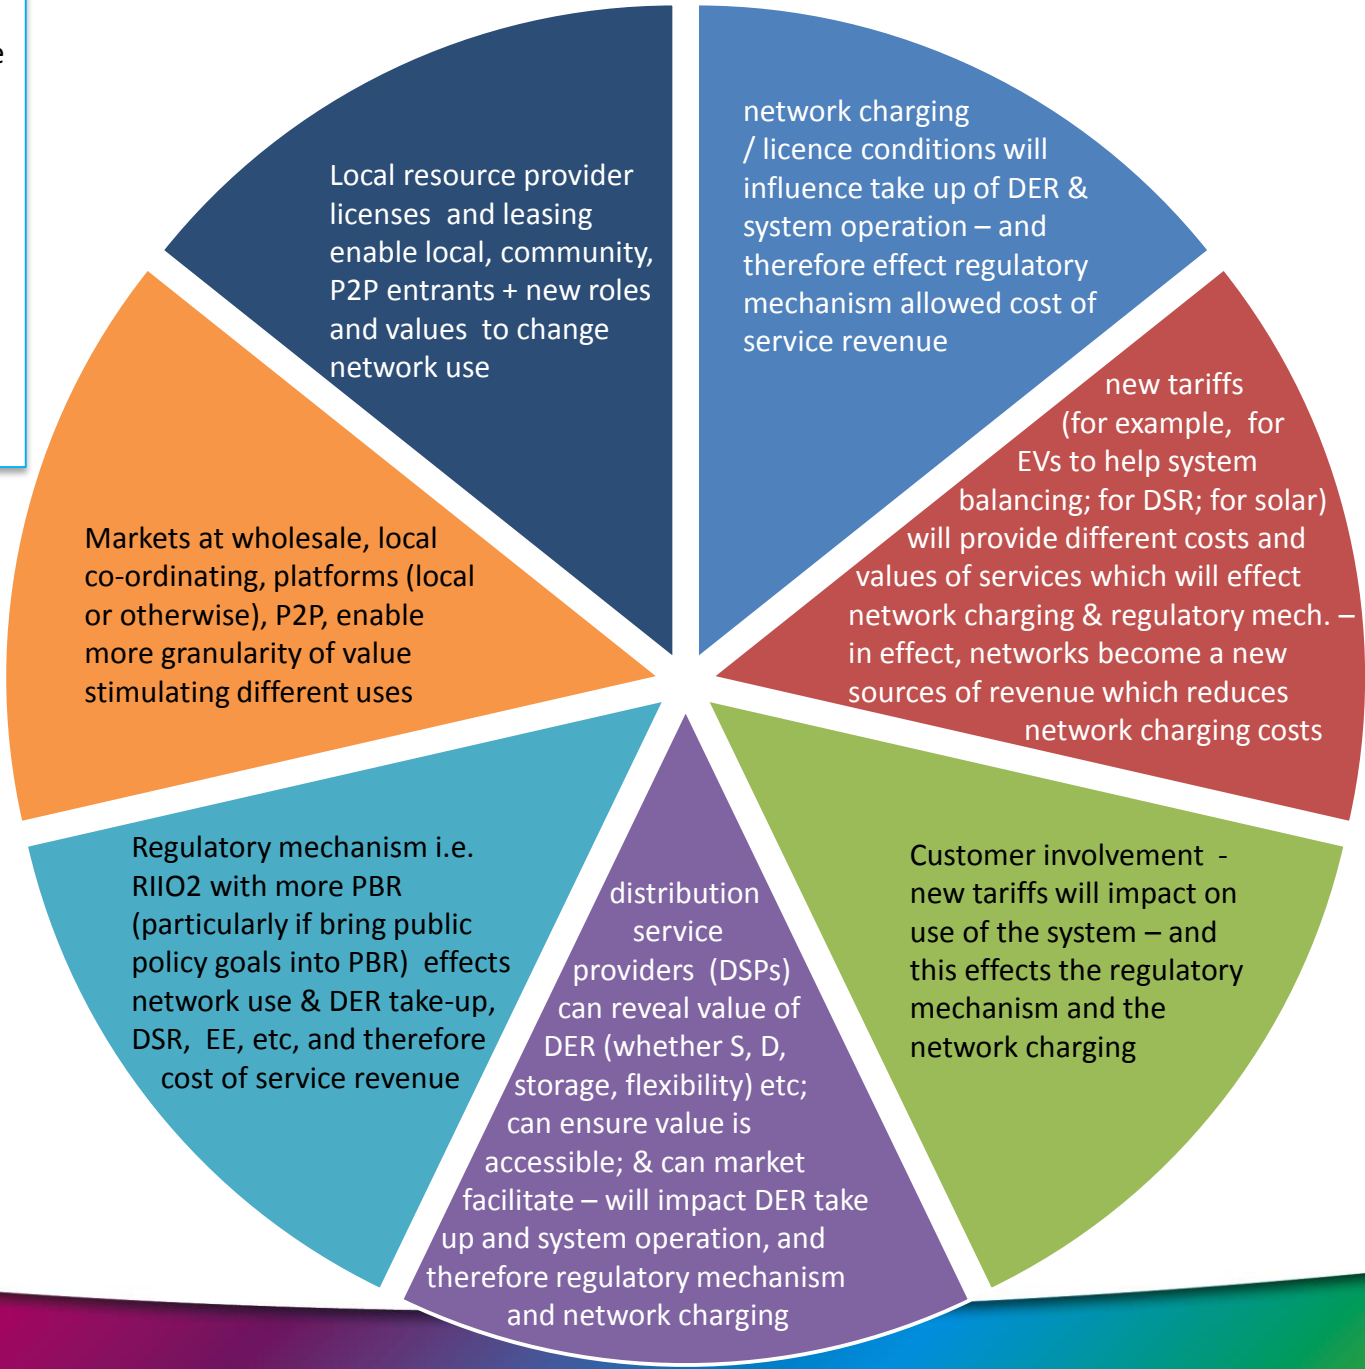 e
network charging
/ licence conditions will
influence take up of DER &
system operation – and
therefore effect regulatory
mechanism allowed cost of
service revenue
new tariffs
(for example, for
EVs to help system
balancing; for DSR; for solar)
will provide different costs and
values of services which will effect
network charging & regulatory mech. –
in effect, networks become a new
sources of revenue which reduces
network charging costs
Customer involvement -
new tariffs will impact on
use of the system – and
this effects the regulatory
mechanism and the
network charging
distribution
service
providers (DSPs)
can reveal value of
DER (whether S, D,
storage, flexibility) etc;
can ensure value is
accessible; & can market
facilitate – will impact DER take
up and system operation, and
therefore regulatory mechanism
and network charging
Regulatory mechanism i.e.
RIIO2 with more PBR
(particularly if bring public
policy goals into PBR) effects
network use & DER take-up,
DSR, EE, etc, and therefore
cost of service revenue
Markets at wholesale, local
co-ordinating, platforms (local
or otherwise), P2P, enable
more granularity of value
stimulating different uses
Local resource provider
licenses and leasing
enable local, community,
P2P entrants + new roles
and values to change
network use